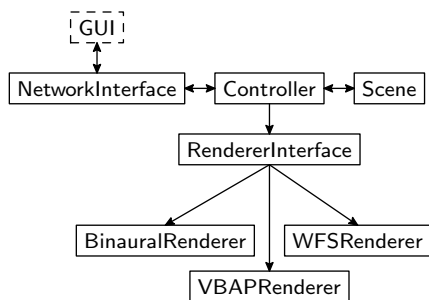 GUI
NetworkInterface
Controller
Scene
RendererInterface
BinauralRenderer
WFSRenderer
VBAPRenderer